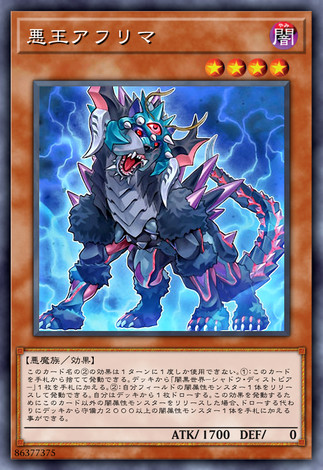 悪王アフリマ
闇
やみ
【悪魔族／効果】
このカード名の②の効果は１ターンに１度しか使用できない。①:このカード
を手札から捨てて発動できる。デッキから「闇黒世界－シャドウ・ディストピア
－」１枚を手札に加える。②:自分フィールドの闇属性モンスター１体をリリー
スして発動できる。自分はデッキから１枚ドローする。この効果を発動するた
めにこのカード以外の闇属性モンスターをリリースした場合、ドローする代わ
りにデッキから守備力２０００以上の闇属性モンスター１体を手札に加える
事ができる。
ATK/ 1700 DEF/ 0
86377375